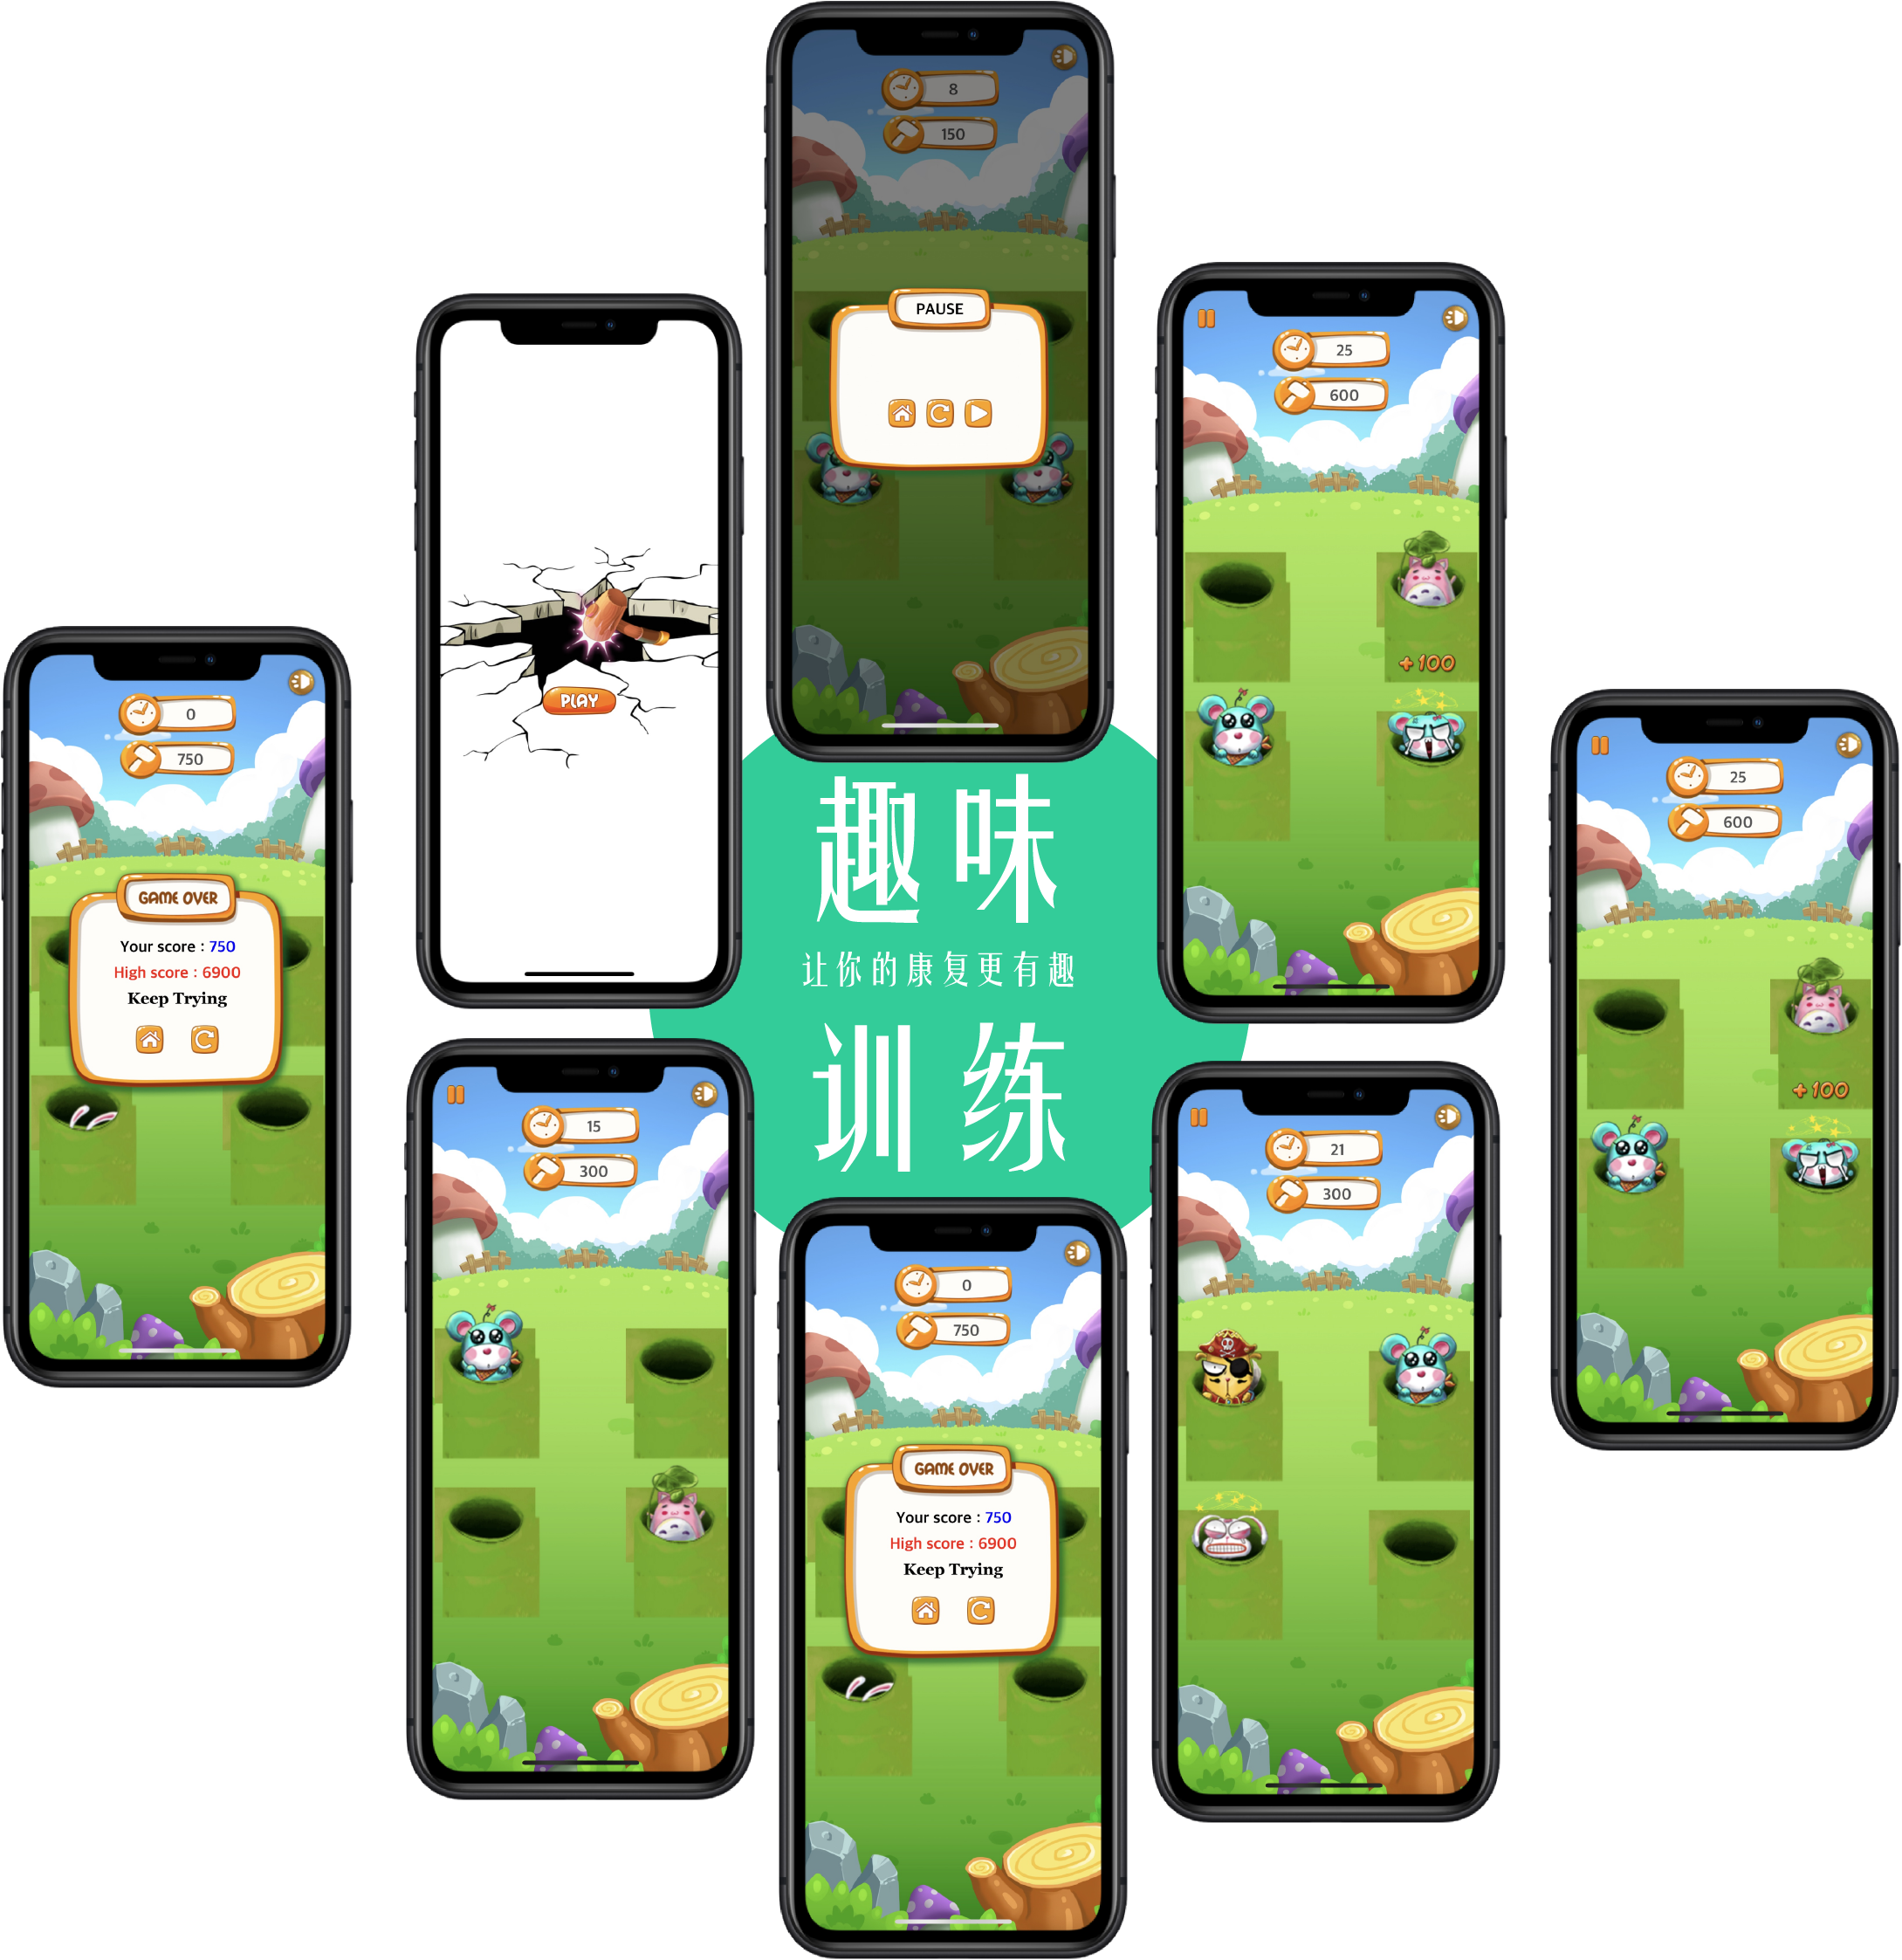 8
150
PAUSE
PLAY
25
600
+100
0
750
GAME OVER
Your score : 750
High score : 6900
Keep Trying
趣味
让你的康复更有趣
训练
25
600
+100
15
300
21
300
0
750
GAME OVER
Your score : 750
High score : 6900
Keep Trying